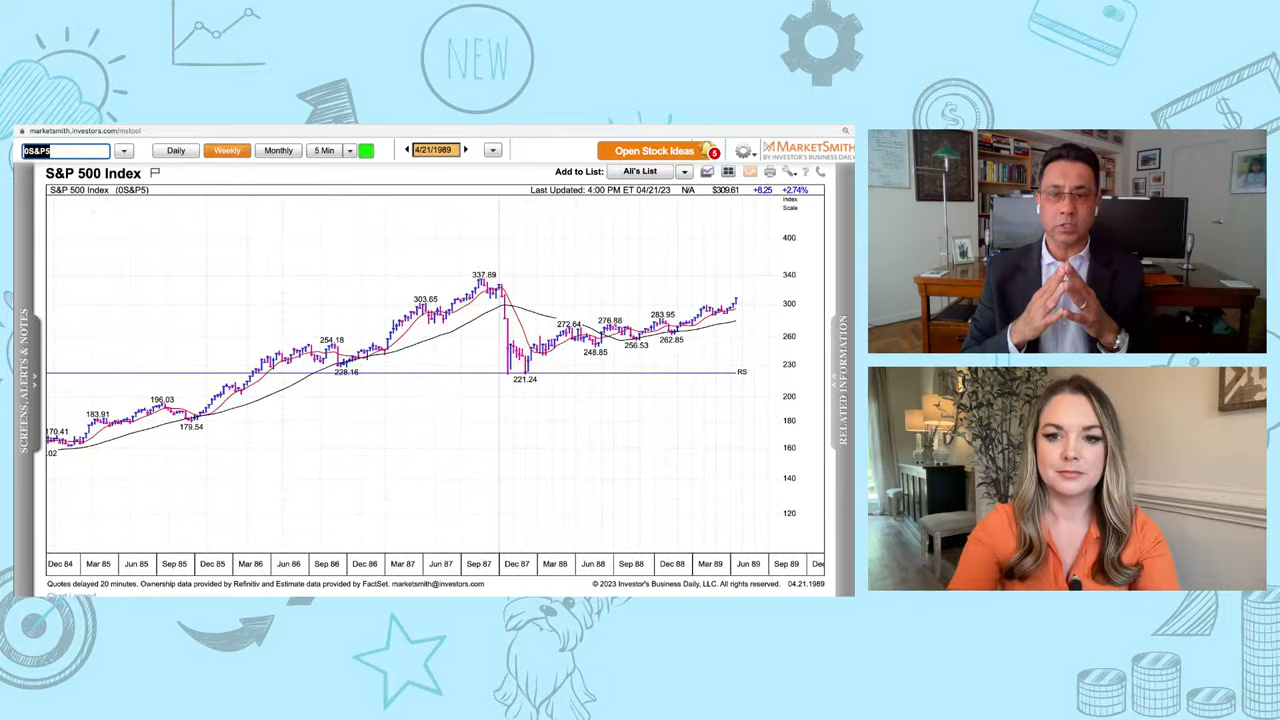 NEW
marketsmith.investors.com/mstool
0S&P5
Daily
Weekly
Monthly
5 Min
4/21/1989
Open Stock Ideas
5
MarketSmith
BY INVESTOR'S BUSINESS DAILY
S&P 500 Index
Add to List:
Ali's List
S&P 500 Index (0S&P5)
Last Updated: 4:00 PM ET 04/21/23 N/A $309.61 +8.25 +2.74%
Index
Scale
400
340
300
260
230
200
180
160
140
120
337.89
303.65
254.18
228.16
196.03
183.91
179.54
170.41
.02
272.64
276.88
283.95
248.85
256.53
262.85
221.24
RS
SCREENS, ALERTS & NOTES
RELATED INFORMATION
Dec 84 Mar 85 Jun 85 Sep 85 Dec 85 Mar 86 Jun 86 Sep 86 Dec 86 Mar 87 Jun 87 Sep 87 Dec 87 Mar 88 Jun 88 Sep 88 Dec 88 Mar 89 Jun 89 Sep 89 Dec
Quotes delayed 20 minutes. Ownership data provided by Refinitiv and Estimate data provided by FactSet. marketsmith@investors.com
© 2023 Investor's Business Daily, LLC. All rights reserved. 04.21.1989